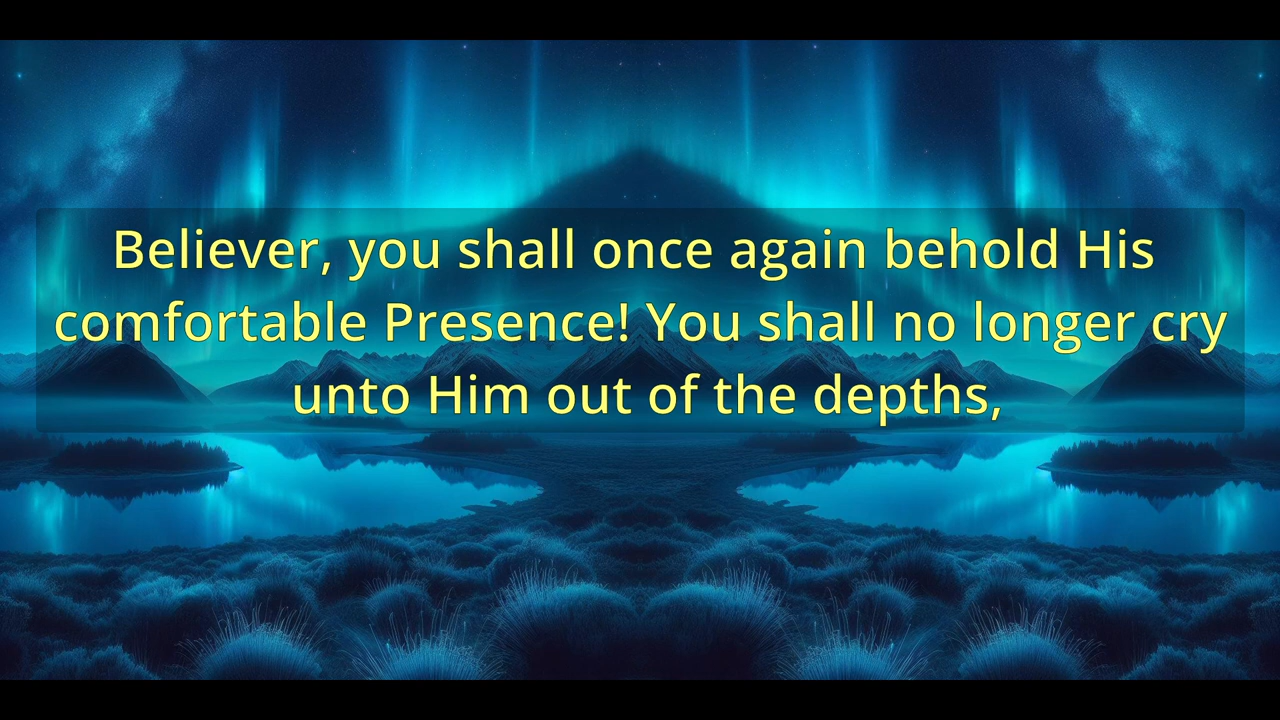 Believer, you shall once again behold His
comfortable Presence! You shall no longer cry
unto Him out of the depths,